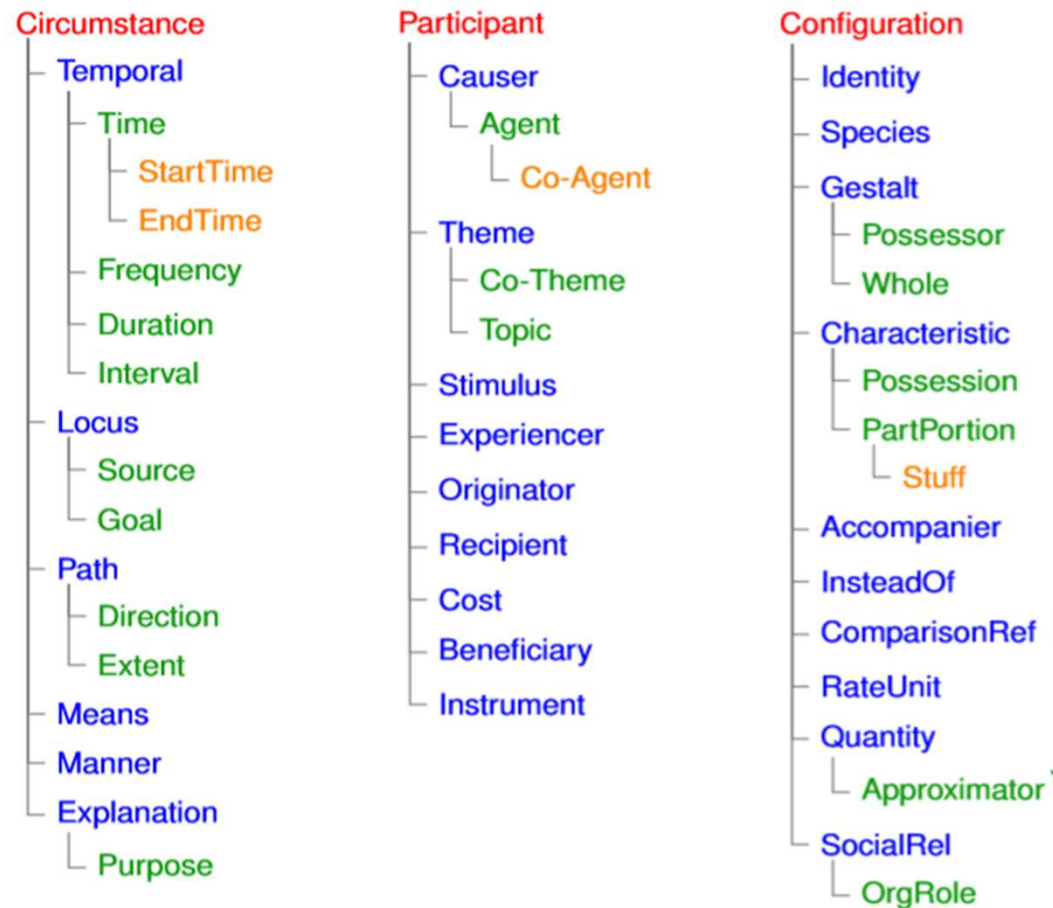 Circumstance
Temporal
Time
StartTime
EndTime
Frequency
Duration
Interval
Locus
Source
Goal
Path
Direction
Extent
Means
Manner
Explanation
Purpose
Participant
Causer
Agent
Co-Agent
Theme
Co-Theme
Topic
Stimulus
Experiencer
Originator
Recipient
Cost
Beneficiary
Instrument
Configuration
Identity
Species
Gestalt
Possessor
Whole
Characteristic
Possession
PartPortion
Stuff
Accompanier
InsteadOf
ComparisonRef
RateUnit
Quantity
Approximator
SocialRel
OrgRole